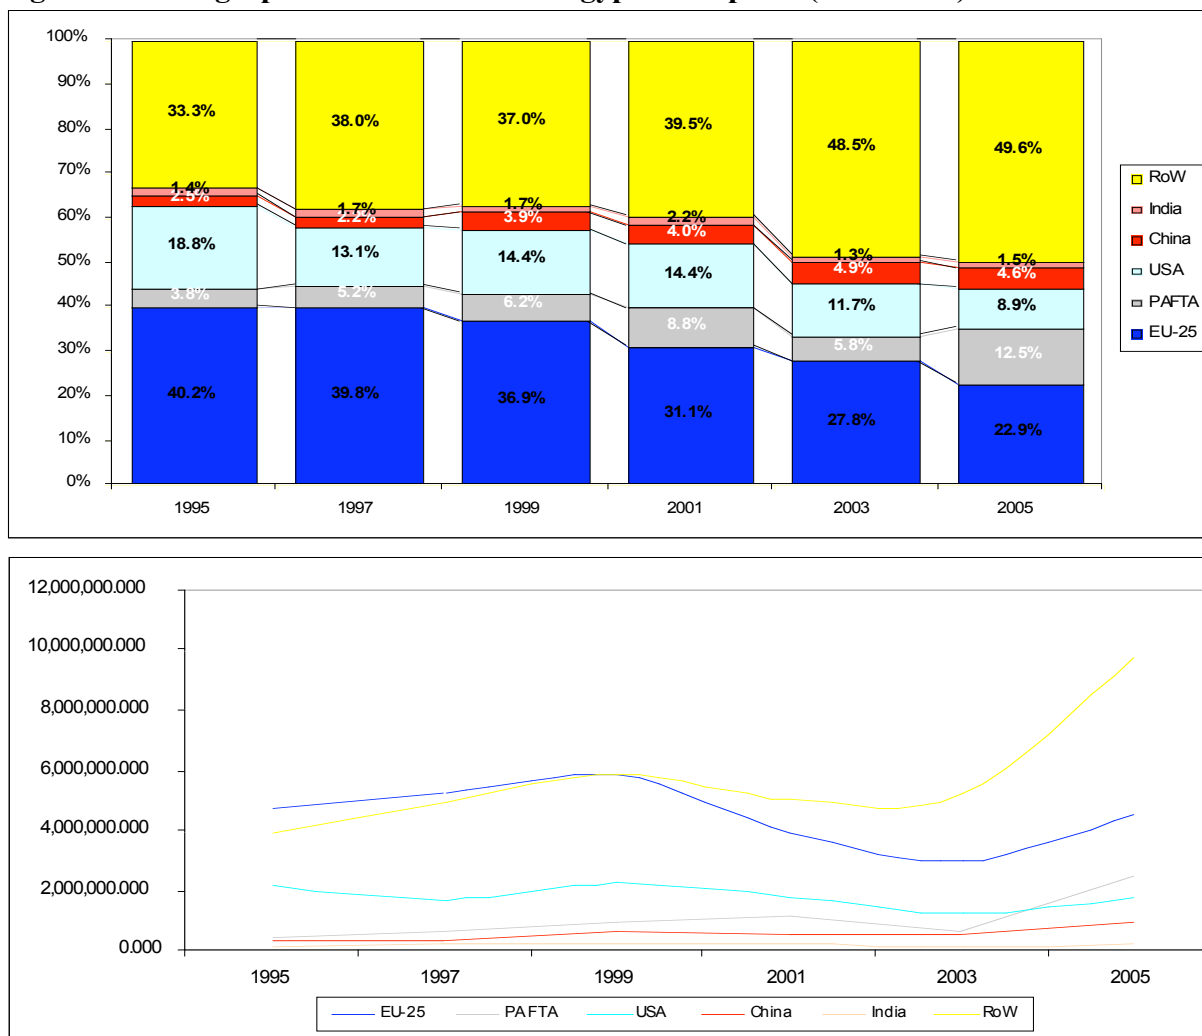 100%
90%
80%
70%
60%
50%
40%
30%
20%
10%
0%
33.3% 38.0% 37.0% 39.5% 48.5% 49.6%
1.4% 1.7% 1.7% 2.2% 1.3% 1.5%
2.5% 2.2% 3.9% 4.0% 4.9% 4.6%
18.8% 13.1% 14.4% 14.4% 11.7% 8.9%
3.8% 5.2% 6.2% 8.8% 5.8% 12.5%
40.2% 39.8% 36.9% 31.1% 27.8% 22.9%
1995 1997 1999 2001 2003 2005
RoW
India
China
USA
PAFTA
EU-25
12,000,000.000
10,000,000.000
8,000,000.000
6,000,000.000
4,000,000.000
2,000,000.000
0.000
1995 1997 1999 2001 2003 2005
EU-25 PAFTA USA China India RoW